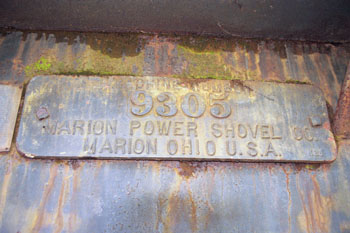 9305
MARION POWER SHOVEL CO.
MARION OHIO U.S.A.